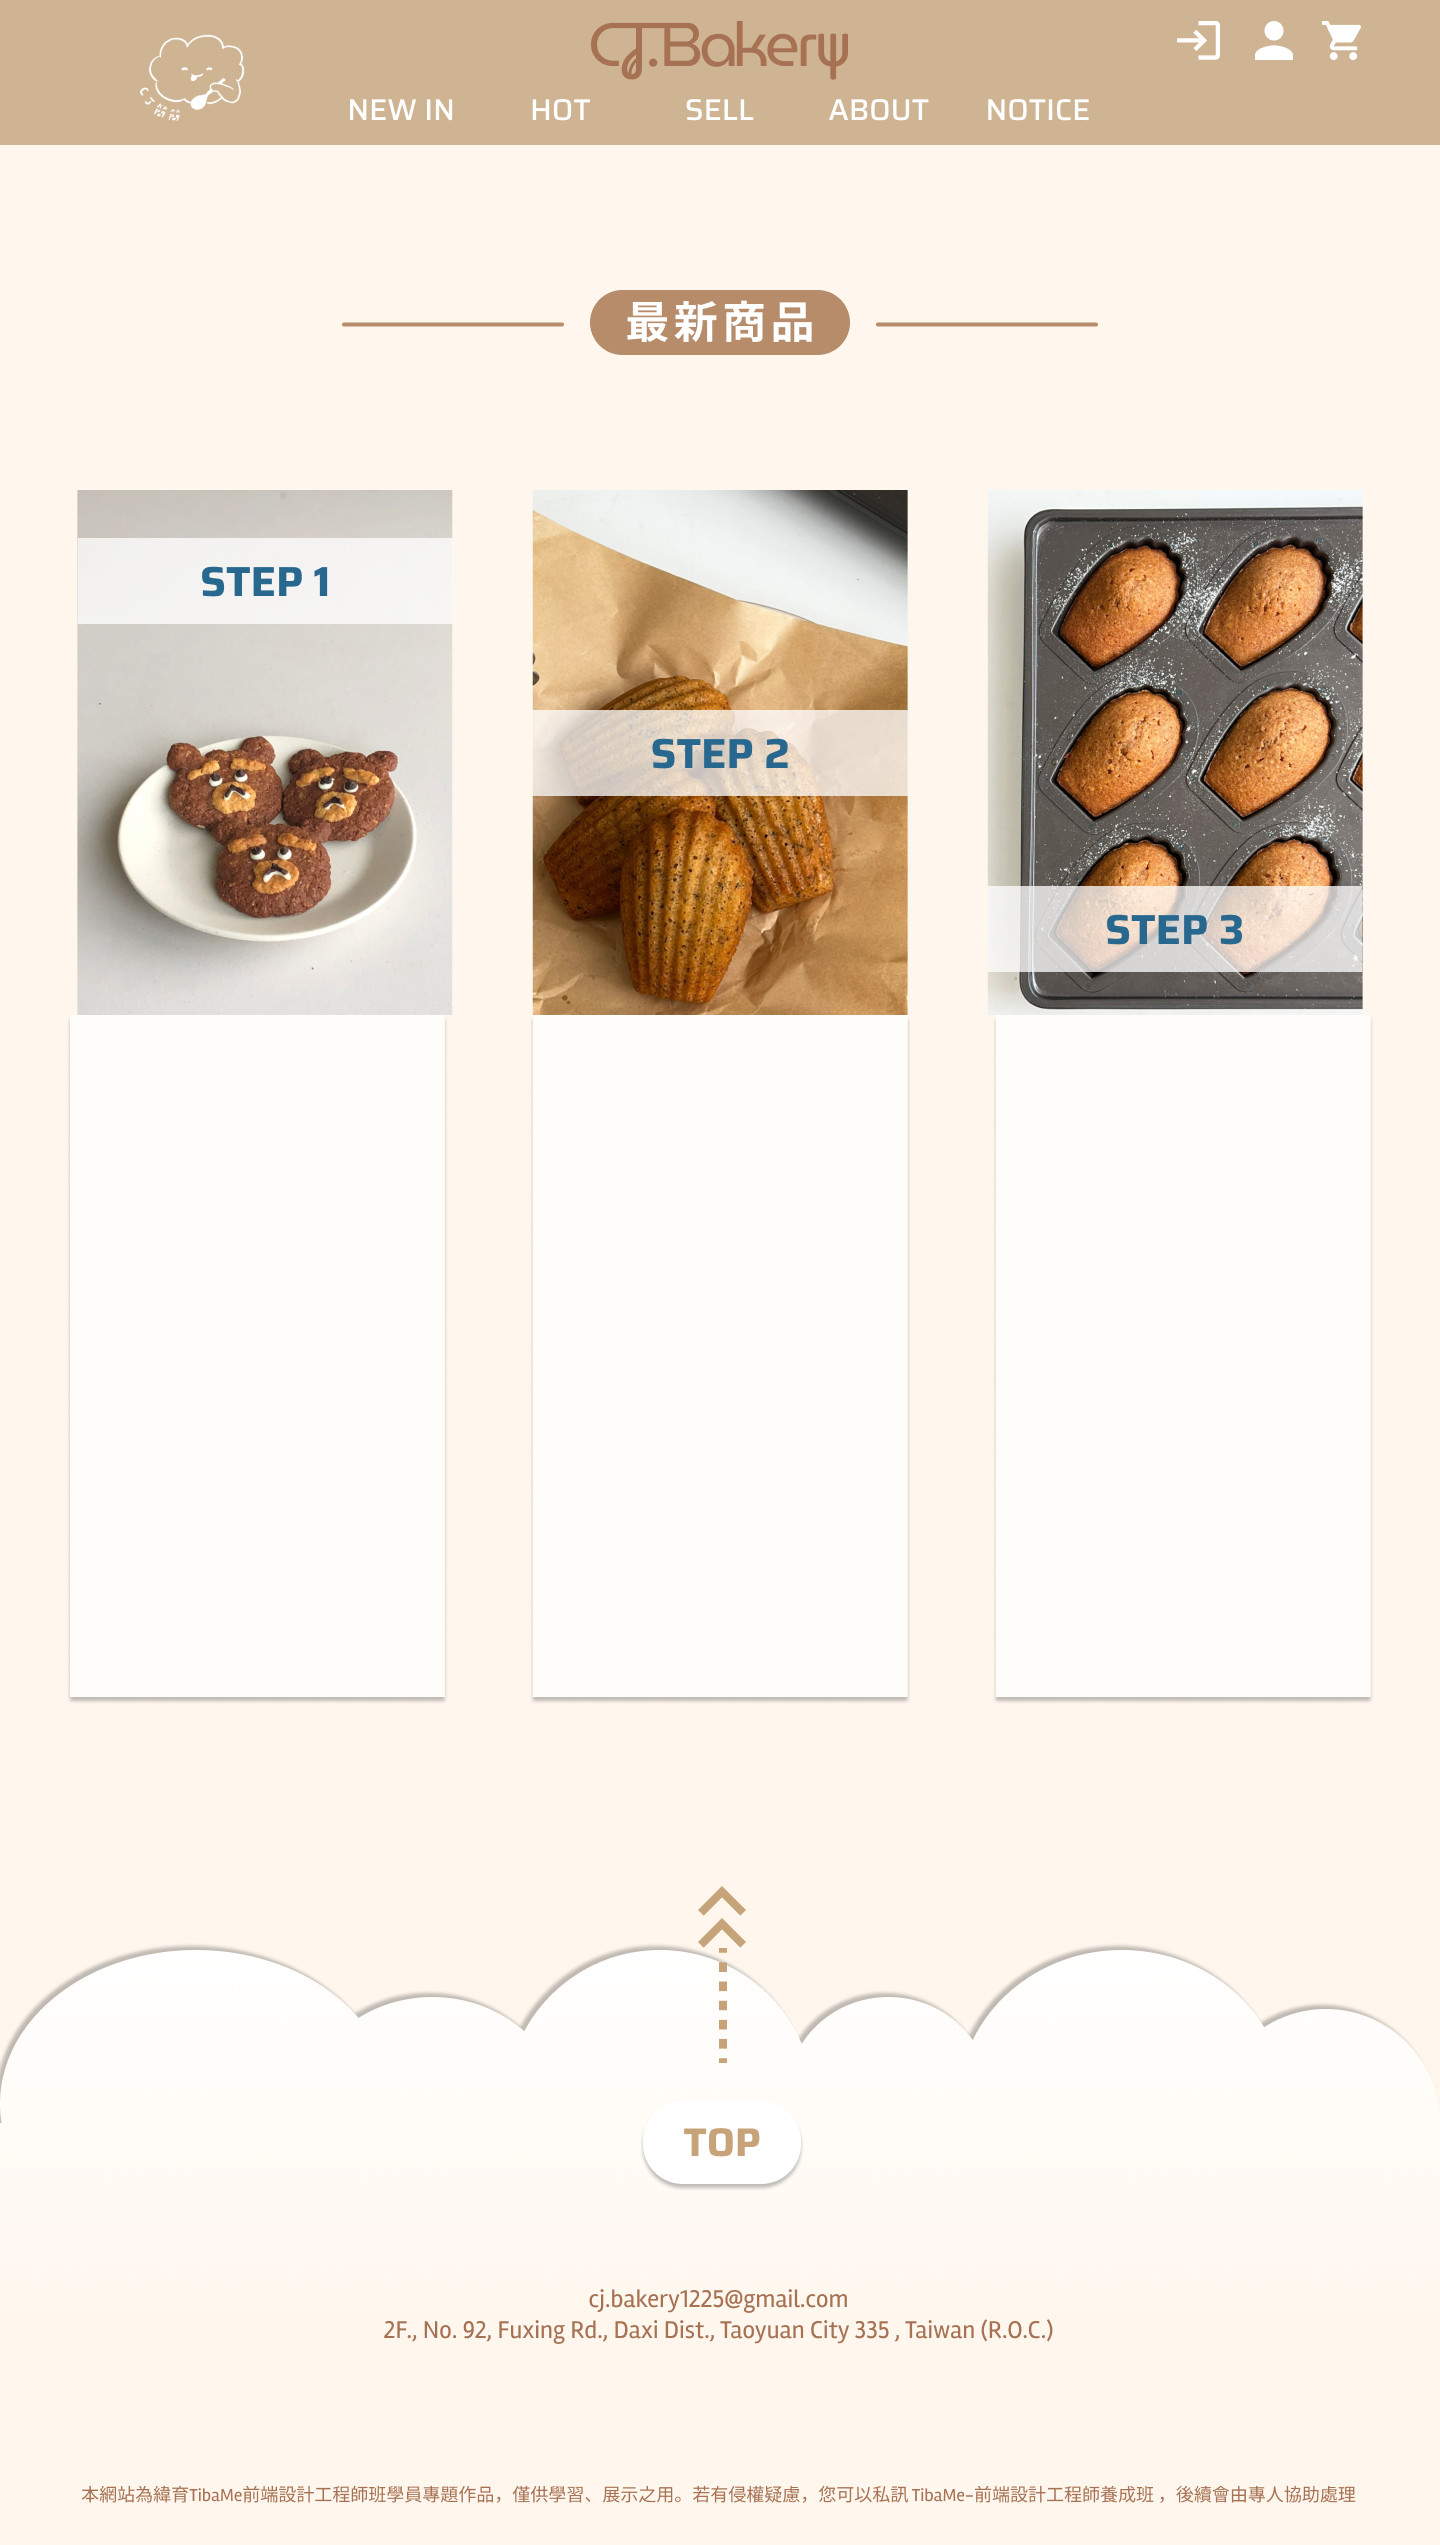 CJ.Bakery
CJ
NEW IN HOT SELL ABOUT NOTICE
最新商品
STEP 1
STEP 2
STEP 3
TOP
cj.bakery1225@gmail.com
2F., No. 92, Fuxing Rd., Daxi Dist., Taoyuan City 335 , Taiwan (R.O.C.)
本網站為緯育TibaMe前端設計工程師班學員專題作品，僅供學習、展示之用。若有侵權疑慮，您可以私訊 TibaMe-前端設計工程師養成班 ，後續會由專人協助處理